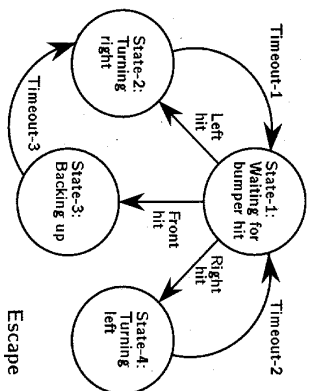 Timeout-1
State-2:
Turning
right
Left
hit
State-1:
Waiting for
bumper hit
Timeout-3
State-3:
Backing up
Front
hit
Right
hit
Timeout-2
State-4:
Turning
left
Escape